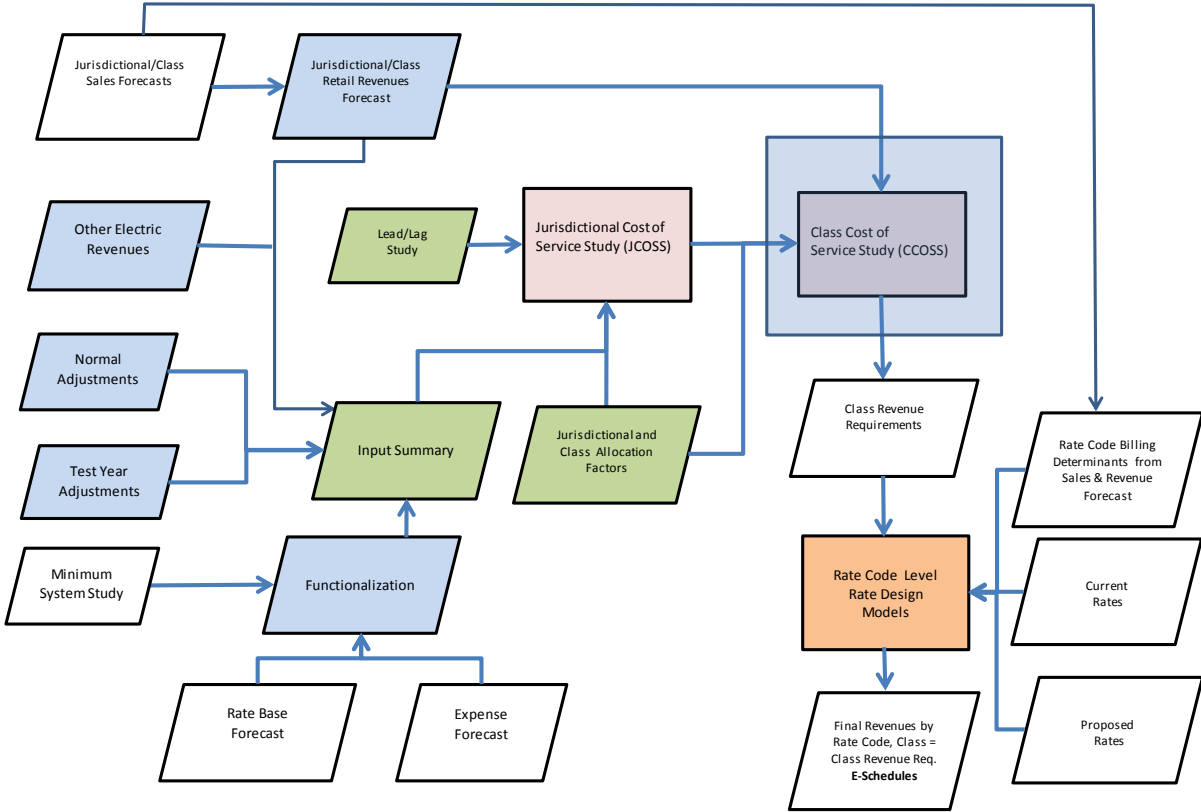 Jurisdictional/Class
Sales Forecasts
Jurisdictional/Class
Retail Revenues
Forecast
Other Electric
Revenues
Lead/Lag
Study
Jurisdictional Cost of
Service Study (JCOSS)
Class Cost of
Service Study (CCOSS)
Normal
Adjustments
Test Year
Adjustments
Input Summary
Jurisdictional and
Class Allocation
Factors
Class Revenue
Requirements
Rate Code Billing
Determinants from
Sales & Revenue
Forecast
Minimum
System Study
Functionalization
Rate Code Level
Rate Design
Models
Current
Rates
Rate Base
Forecast
Expense
Forecast
Final Revenues by
Rate Code, Class =
Class Revenue Req.
E-Schedules
Proposed
Rates